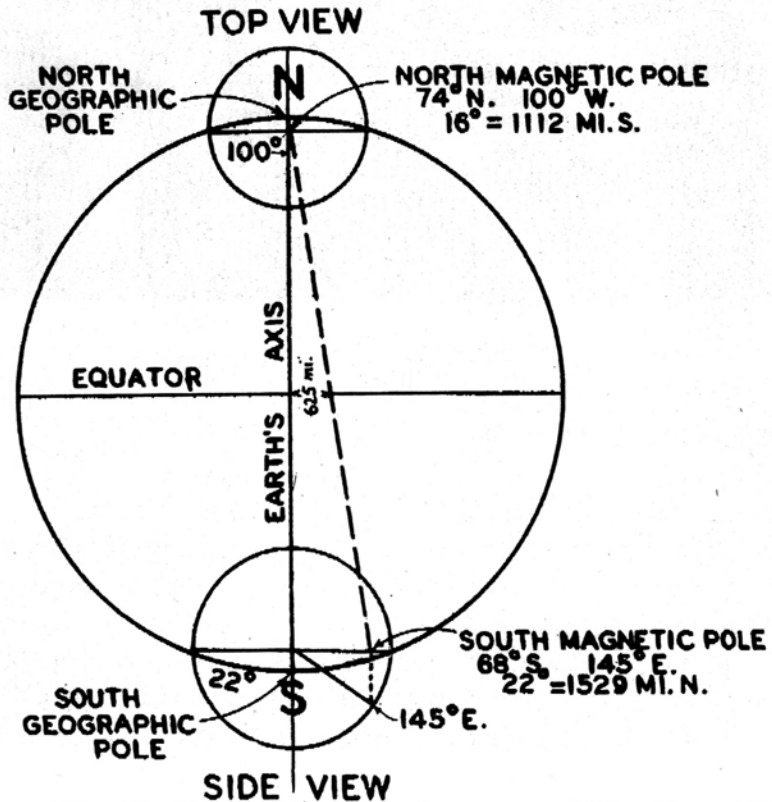 TOP VIEW
N
NORTH
GEOGRAPHIC
POLE
NORTH MAGNETIC POLE
74° N. 100° W.
16° = 1112 MI. S.
100°
EARTH'S AXIS
EQUATOR
625 mi.
SOUTH MAGNETIC POLE
68° S. 145° E.
22° = 1529 MI. N.
22°
S
145° E.
SOUTH
GEOGRAPHIC
POLE
SIDE VIEW